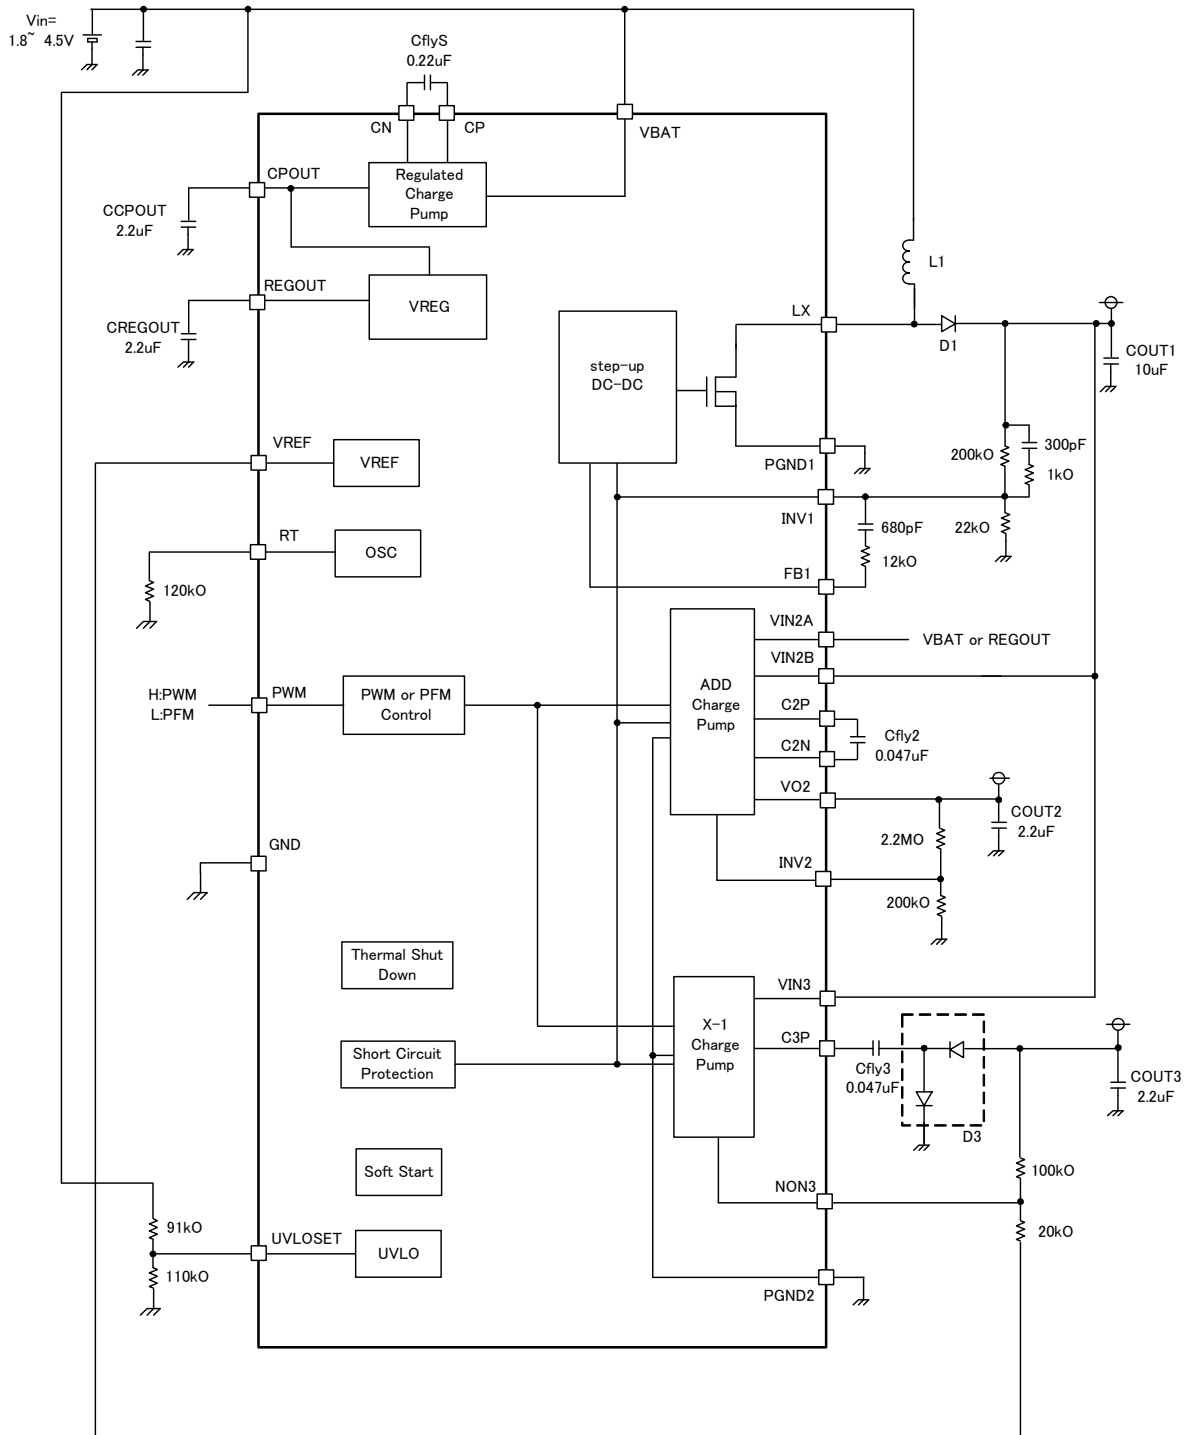 Vin=
1.8~ 4.5V
CflyS
0.22uF
CN
CP
VBAT
CPOUT
Regulated
Charge
Pump
CCPOUT
2.2uF
REGOUT
VREG
CREGOUT
2.2uF
L1
LX
D1
COUT1
10uF
step-up
DC-DC
VREF
VREF
PGND1
200kO
300pF
1kO
INV1
680pF
22kO
RT
OSC
12kO
FB1
120kO
VIN2A
VBAT or REGOUT
VIN2B
H:PWM
L:PFM
PWM
PWM or PFM
Control
ADD
Charge
Pump
C2P
C2N
Cfly2
0.047uF
VO2
COUT2
2.2uF
2.2MO
GND
INV2
200kO
Thermal Shut
Down
VIN3
X-1
Charge
Pump
C3P
Short Circuit
Protection
Cfly3
0.047uF
COUT3
2.2uF
D3
Soft Start
NON3
100kO
20kO
91kO
UVLOSET
UVLO
110kO
PGND2